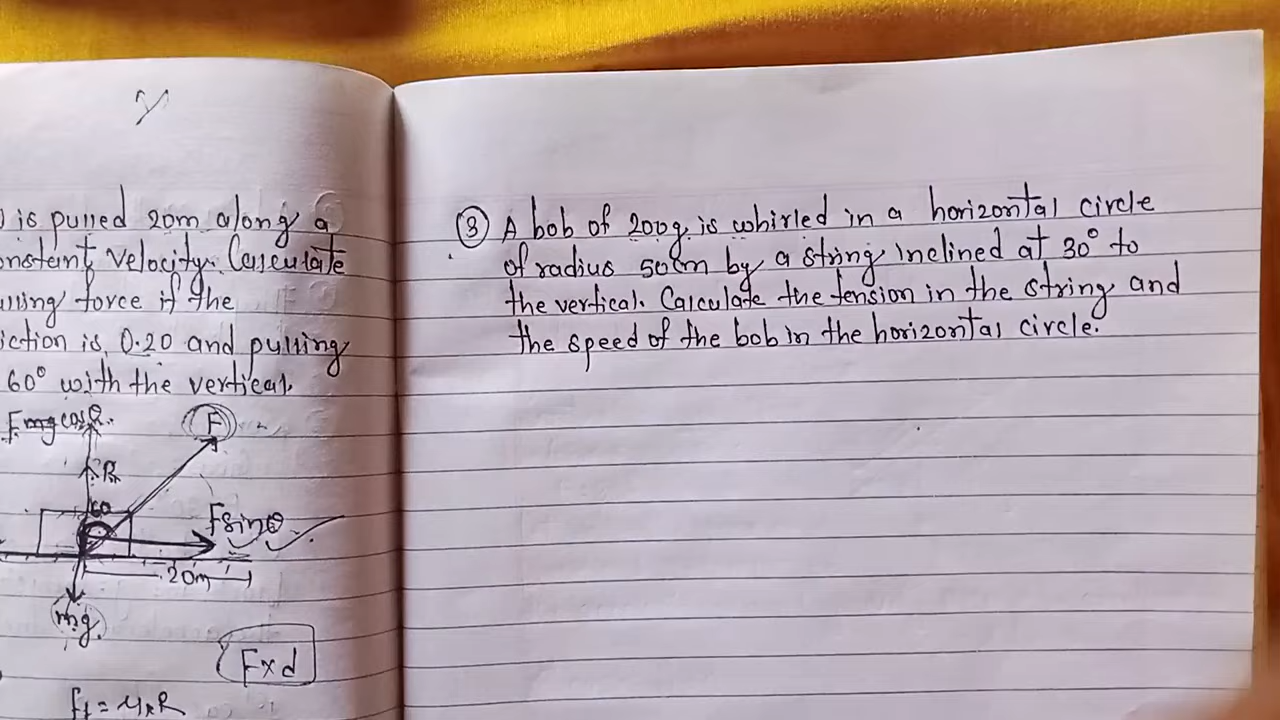 is pulled 20m along a
constant velocity. Calculate
force if the
is 0.20 and pulling
60° with the vertical.
F mg cosθ
F
R
60
Fsinθ
20m
mg
F×d
③ A bob of 200g is whirled in a horizontal circle
of radius 50cm by a string inclined at 30° to
the vertical. Calculate the tension in the string and
the speed of the bob in the horizontal circle.